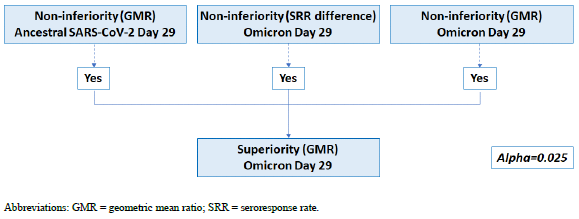 Non-inferiority (GMR)
Ancestral SARS-CoV-2 Day 29
Non-inferiority (SRR difference)
Omicron Day 29
Non-inferiority (GMR)
Omicron Day 29
Yes
Yes
Yes
Superiority (GMR)
Omicron Day 29
Alpha=0.025
Abbreviations: GMR = geometric mean ratio; SRR = seroresponse rate.